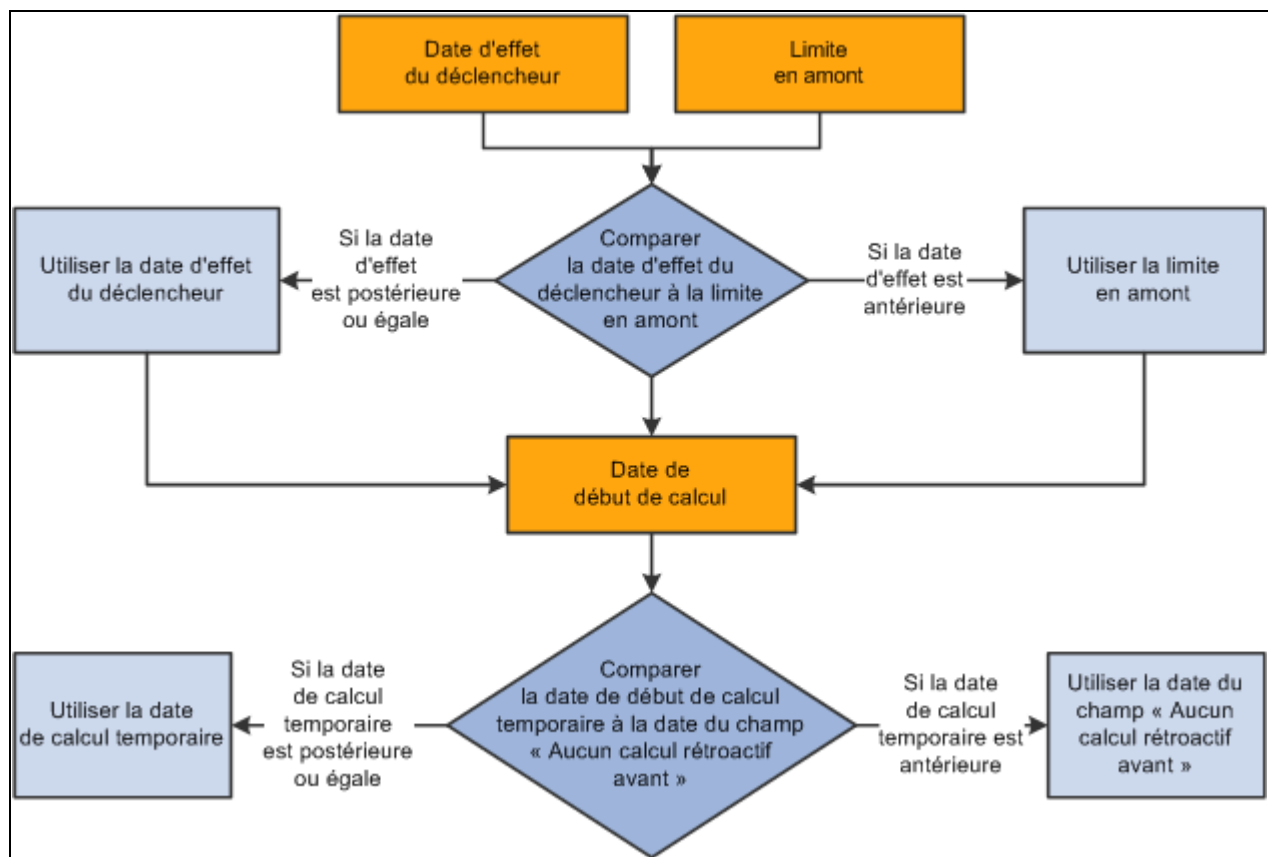 Date d'effet
du déclencheur
Limite
en amont
Utiliser la date d'effet
du déclencheur
Si la date
d'effet
est postérieure
ou égale
Comparer
la date d'effet du
déclencheur à la limite
en amont
Si la date
d'effet est
antérieure
Utiliser la limite
en amont
Date de
début de calcul
Utiliser la date
de calcul temporaire
Si la date
de calcul
temporaire
est postérieure
ou égale
Comparer
la date de début de calcul
temporaire à la date du champ
« Aucun calcul rétroactif
avant »
Si la date
de calcul
temporaire est
antérieure
Utiliser la date du
champ « Aucun
calcul rétroactif
avant »